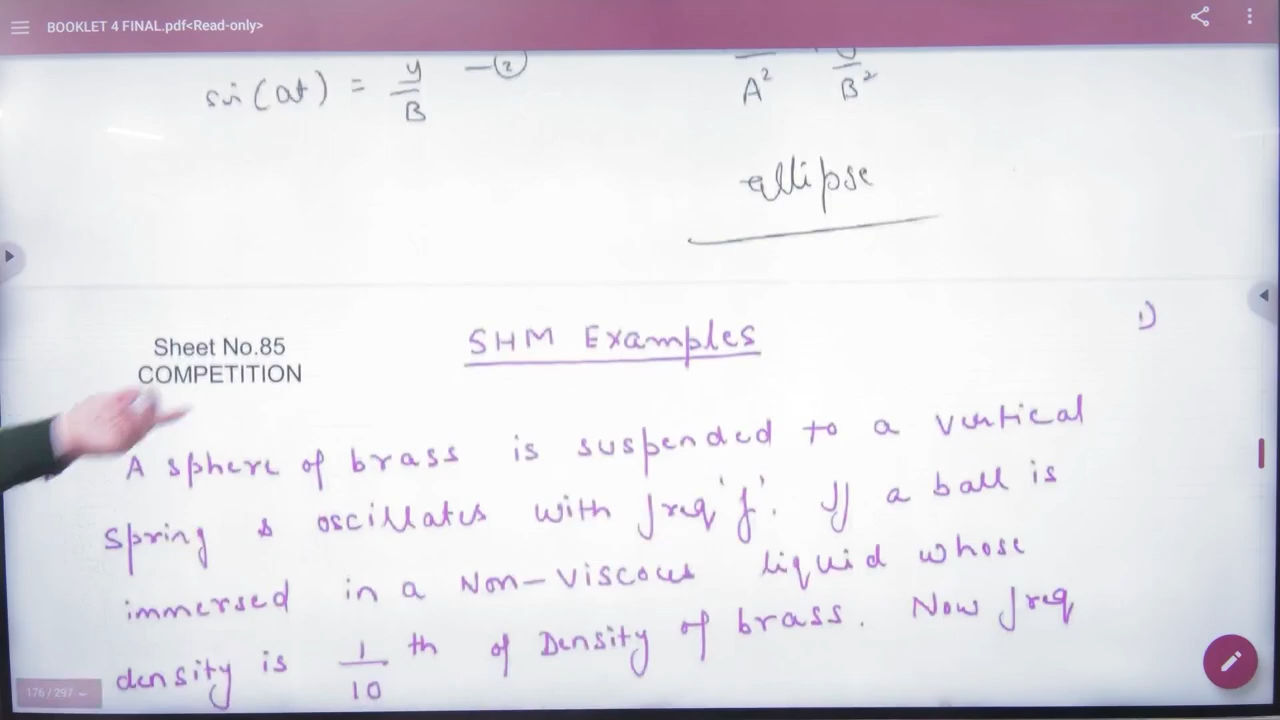 BOOKLET 4 FINAL.pdf<Read-only>
sin(at) = y/B —②
A² B²
ellipse
Sheet No.85
COMPETITION
SHM Examples
1)
A sphere of brass is suspended to a vertical
spring & oscillates with freq 'f'. If a ball is
immersed in a Non-viscous liquid whose
density is 1/10 th of Density of brass. Now freq
176 / 297